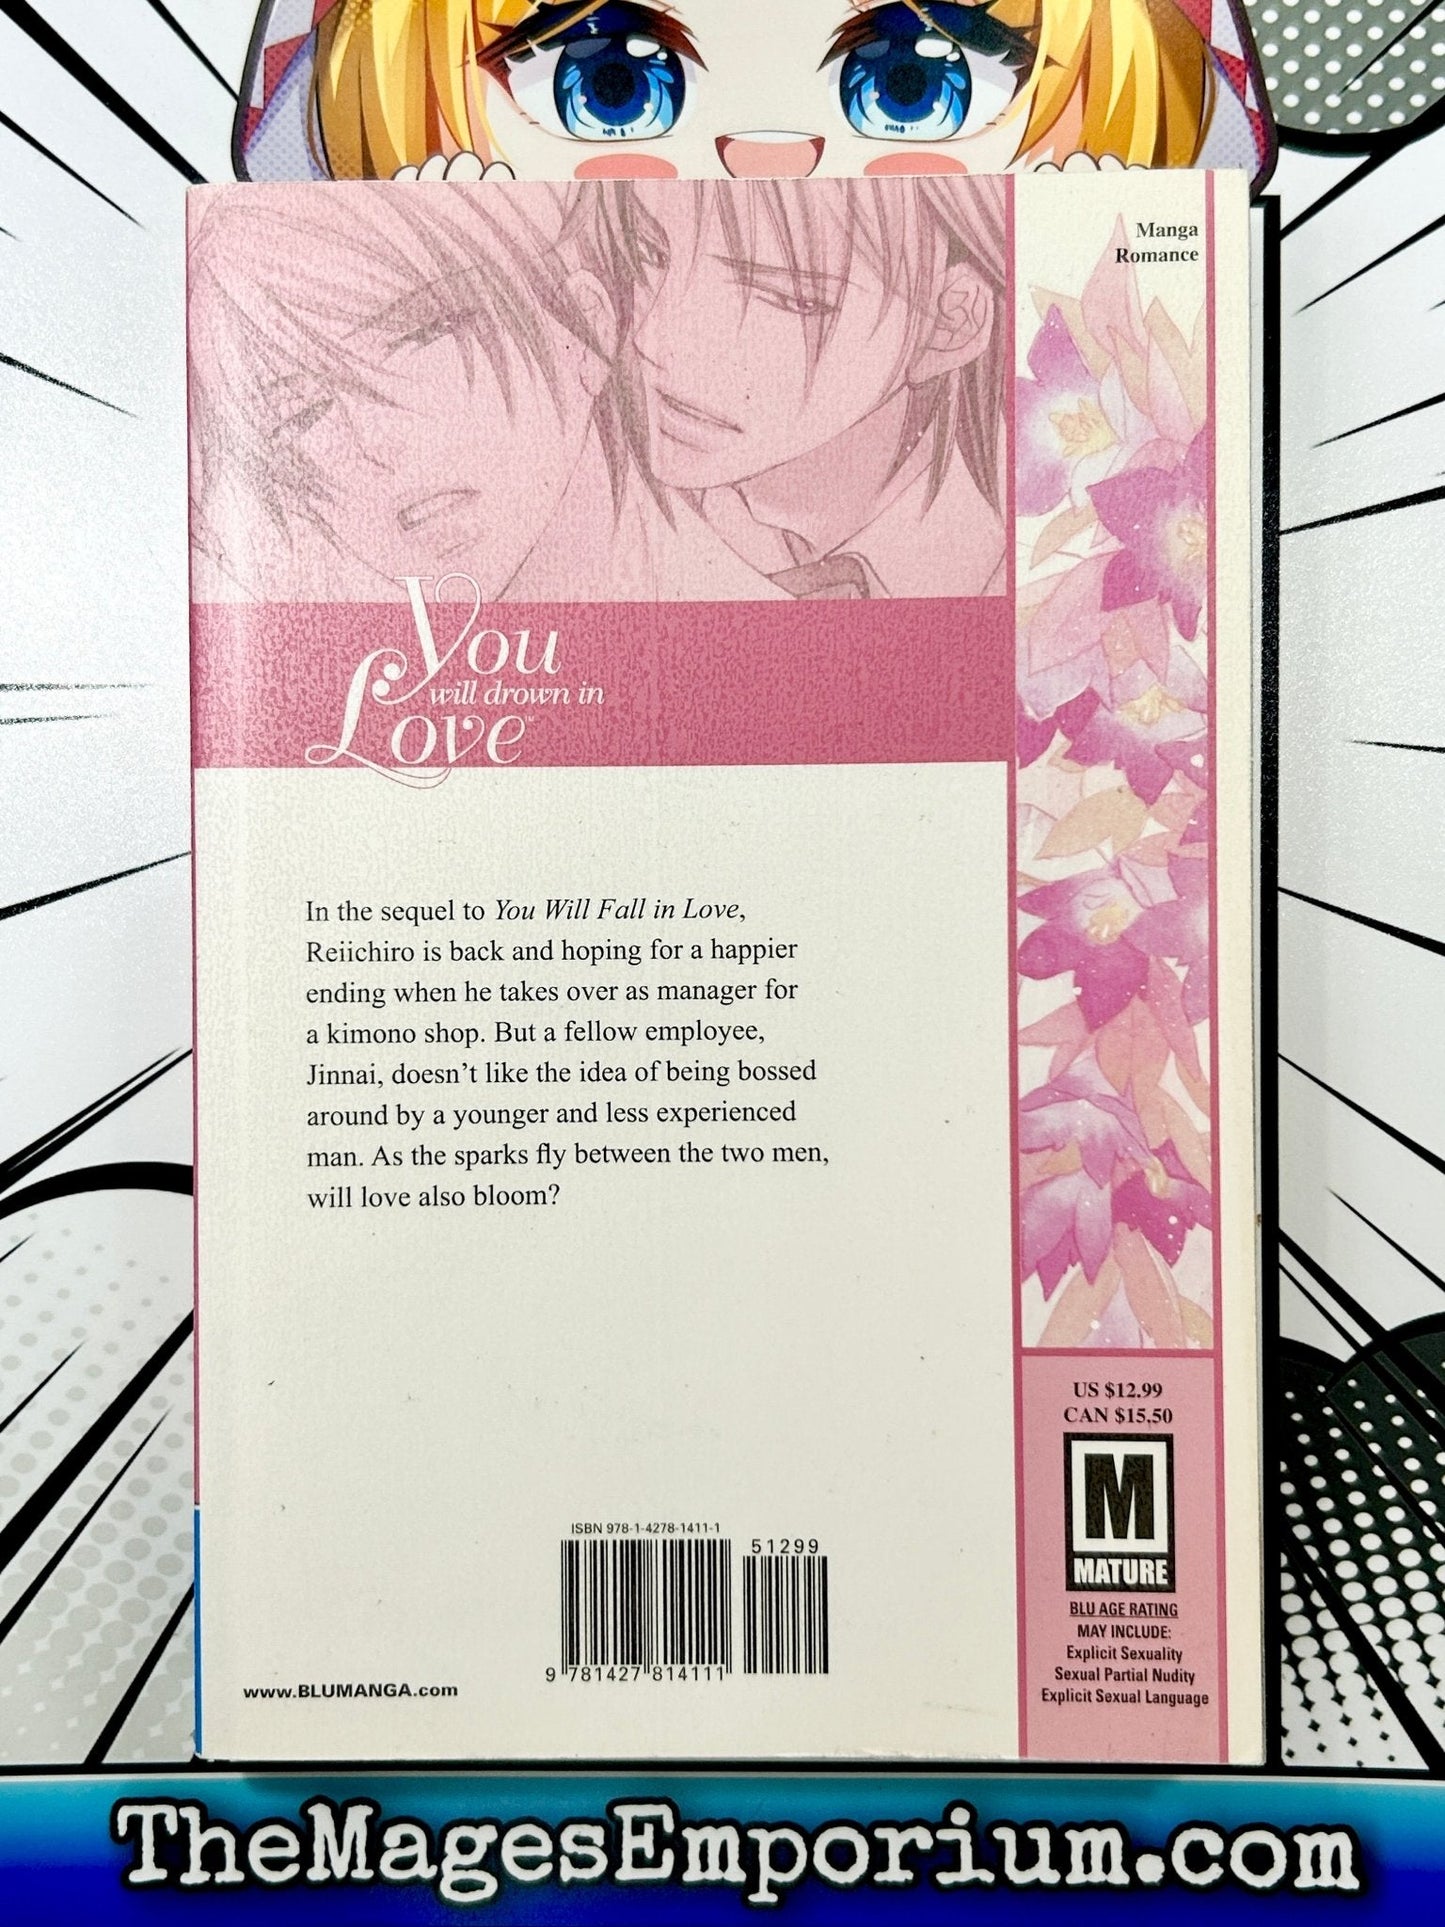 Manga
Romance
You
will drown in
Love™
In the sequel to You Will Fall in Love,
Reiichiro is back and hoping for a happier
ending when he takes over as manager for
a kimono shop. But a fellow employee,
Jinnai, doesn't like the idea of being bossed
around by a younger and less experienced
man. As the sparks fly between the two men,
will love also bloom?
US $12.99
CAN $15.50
M
MATURE
BLU AGE RATING
MAY INCLUDE:
Explicit Sexuality
Sexual Partial Nudity
Explicit Sexual Language
ISBN 978-1-4278-1411-1
51299
9 781427 814111
www.BLUMANGA.com
TheMagesEmporium.com